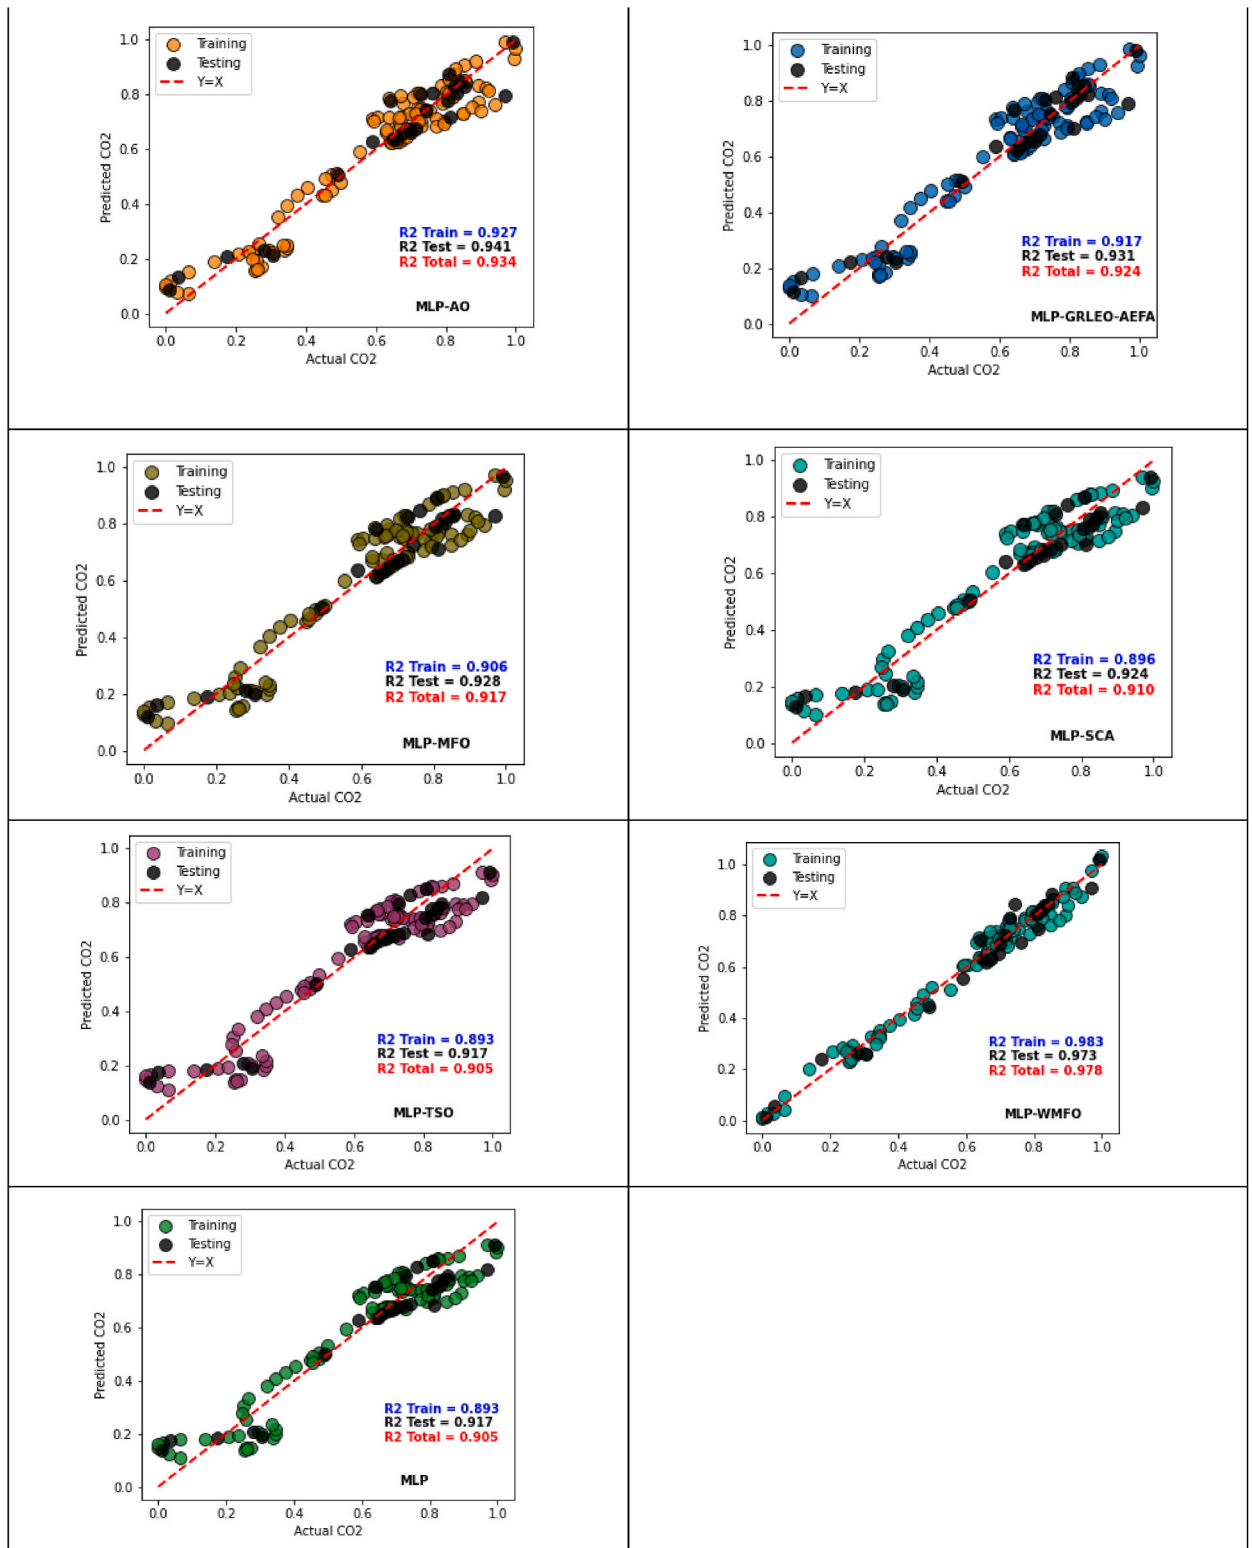 1.0
0.8
0.6
0.4
0.2
0.0
Predicted CO2
Training
Testing
Y=X
R2 Train = 0.927
R2 Test = 0.941
R2 Total = 0.934
MLP-AO
0.0 0.2 0.4 0.6 0.8 1.0
Actual CO2
1.0
0.8
0.6
0.4
0.2
0.0
Predicted CO2
Training
Testing
Y=X
R2 Train = 0.917
R2 Test = 0.931
R2 Total = 0.924
MLP-GRLEO-AEFA
0.0 0.2 0.4 0.6 0.8 1.0
Actual CO2
1.0
0.8
0.6
0.4
0.2
0.0
Predicted CO2
Training
Testing
Y=X
R2 Train = 0.906
R2 Test = 0.928
R2 Total = 0.917
MLP-MFO
0.0 0.2 0.4 0.6 0.8 1.0
Actual CO2
1.0
0.8
0.6
0.4
0.2
0.0
Predicted CO2
Training
Testing
Y=X
R2 Train = 0.896
R2 Test = 0.924
R2 Total = 0.910
MLP-SCA
0.0 0.2 0.4 0.6 0.8 1.0
Actual CO2
1.0
0.8
0.6
0.4
0.2
0.0
Predicted CO2
Training
Testing
Y=X
R2 Train = 0.893
R2 Test = 0.917
R2 Total = 0.905
MLP-TSO
0.0 0.2 0.4 0.6 0.8 1.0
Actual CO2
1.0
0.8
0.6
0.4
0.2
0.0
Predicted CO2
Training
Testing
Y=X
R2 Train = 0.983
R2 Test = 0.973
R2 Total = 0.978
MLP-WMFO
0.0 0.2 0.4 0.6 0.8 1.0
Actual CO2
1.0
0.8
0.6
0.4
0.2
0.0
Predicted CO2
Training
Testing
Y=X
R2 Train = 0.893
R2 Test = 0.917
R2 Total = 0.905
MLP
0.0 0.2 0.4 0.6 0.8 1.0
Actual CO2